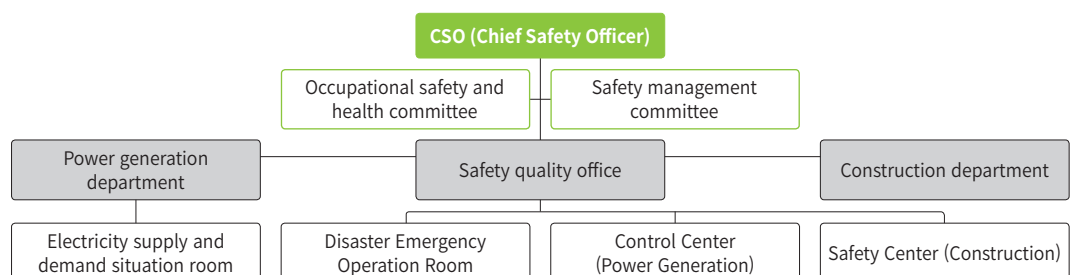 CSO (Chief Safety Officer)
Occupational safety and
health committee
Safety management
committee
Power generation
department
Safety quality office
Construction department
Electricity supply and
demand situation room
Disaster Emergency
Operation Room
Control Center
(Power Generation)
Safety Center (Construction)